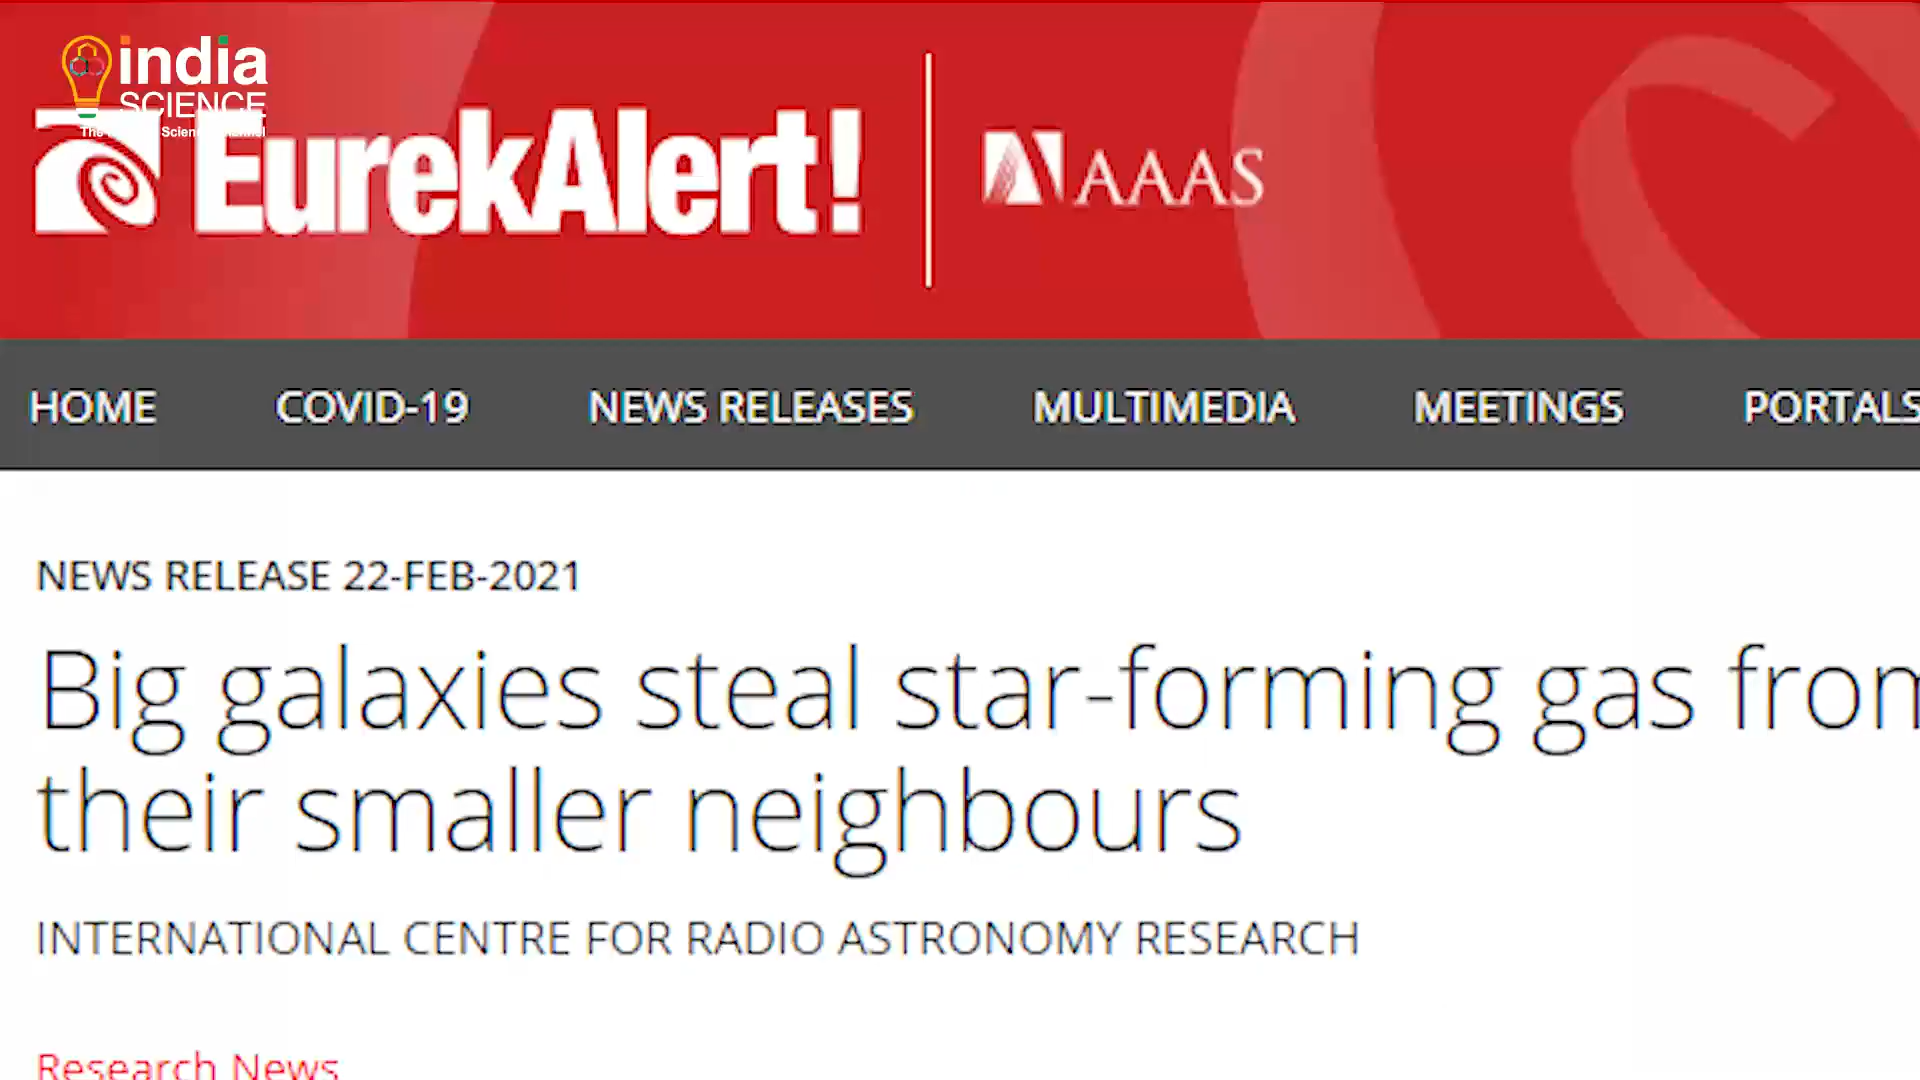 india
SCIENCE
EurekAlert!
AAAS
HOME COVID-19 NEWS RELEASES MULTIMEDIA MEETINGS PORTALS
NEWS RELEASE 22-FEB-2021
Big galaxies steal star-forming gas from
their smaller neighbours
INTERNATIONAL CENTRE FOR RADIO ASTRONOMY RESEARCH
Research News